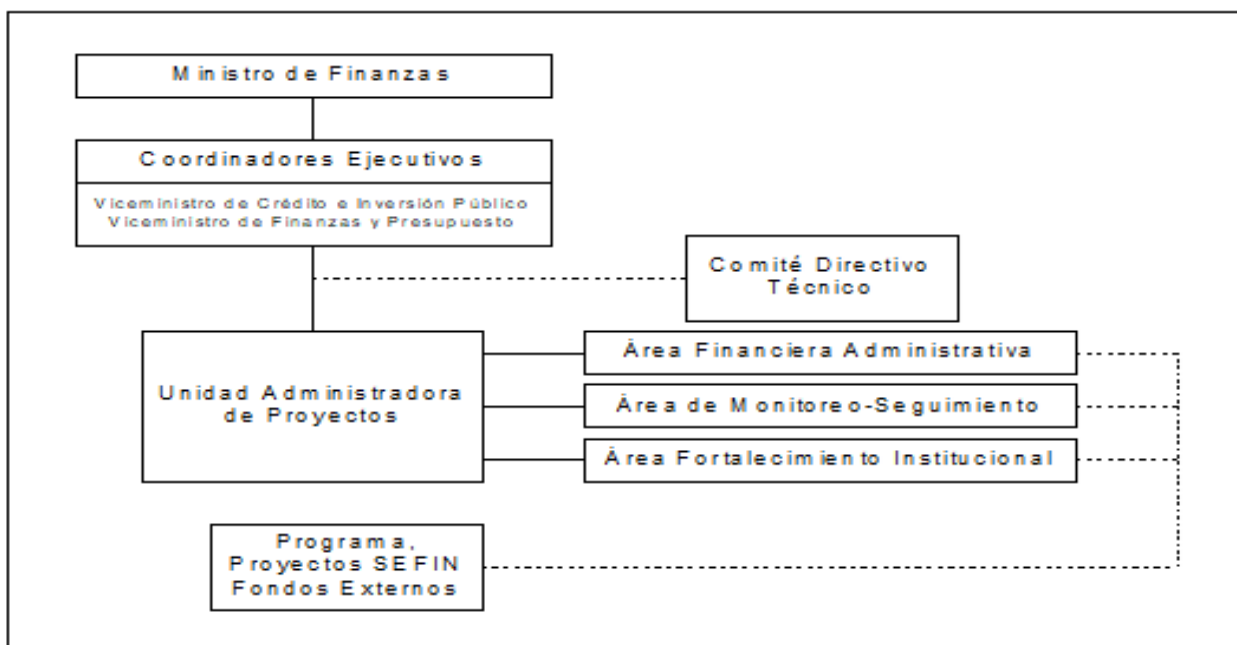 Ministro de Finanzas
Coordinadores Ejecutivos
Viceministro de Crédito e Inversión Público
Viceministro de Finanzas y Presupuesto
Comité Directivo
Técnico
Unidad Administradora
de Proyectos
Área Financiera Administrativa
Área de Monitoreo-Seguimiento
Área Fortalecimiento Institucional
Programa,
Proyectos SEFIN
Fondos Externos